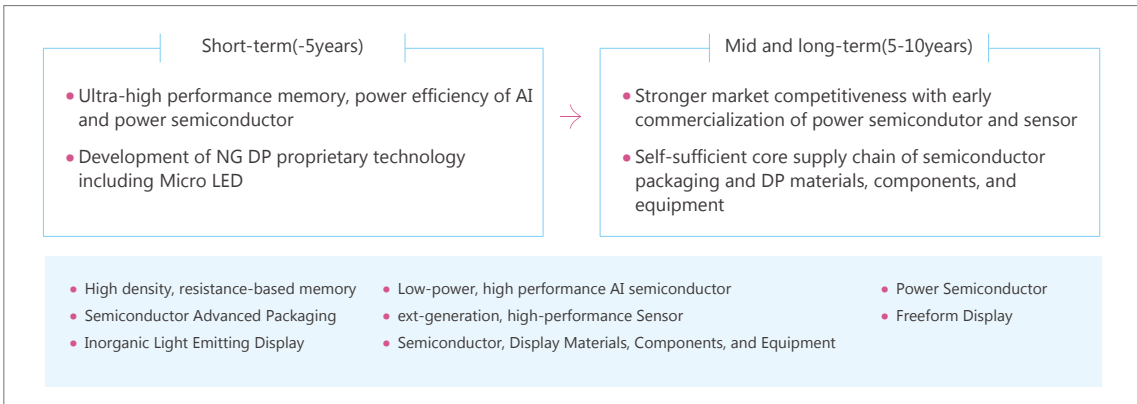 Short-term(-5years)
Ultra-high performance memory, power efficiency of AI
and power semiconductor
Development of NG DP proprietary technology
including Micro LED
Mid and long-term(5-10years)
Stronger market competitiveness with early
commercialization of power semicondutor and sensor
Self-sufficient core supply chain of semiconductor
packaging and DP materials, components, and
equipment
High density, resistance-based memory
Semiconductor Advanced Packaging
Inorganic Light Emitting Display
Low-power, high performance AI semiconductor
ext-generation, high-performance Sensor
Semiconductor, Display Materials, Components, and Equipment
Power Semiconductor
Freeform Display